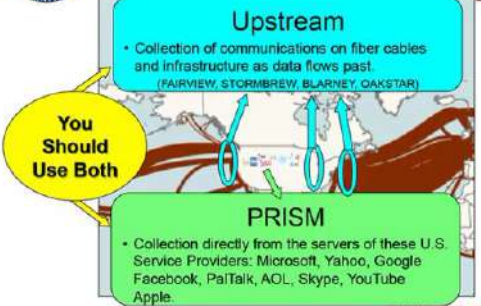 Upstream
• Collection of communications on fiber cables
and infrastructure as data flows past.
(FAIRVIEW, STORMBREW, BLARNEY, OAKSTAR)
You
Should
Use Both
PRISM
• Collection directly from the servers of these U.S.
Service Providers: Microsoft, Yahoo, Google
Facebook, PalTalk, AOL, Skype, YouTube
Apple.